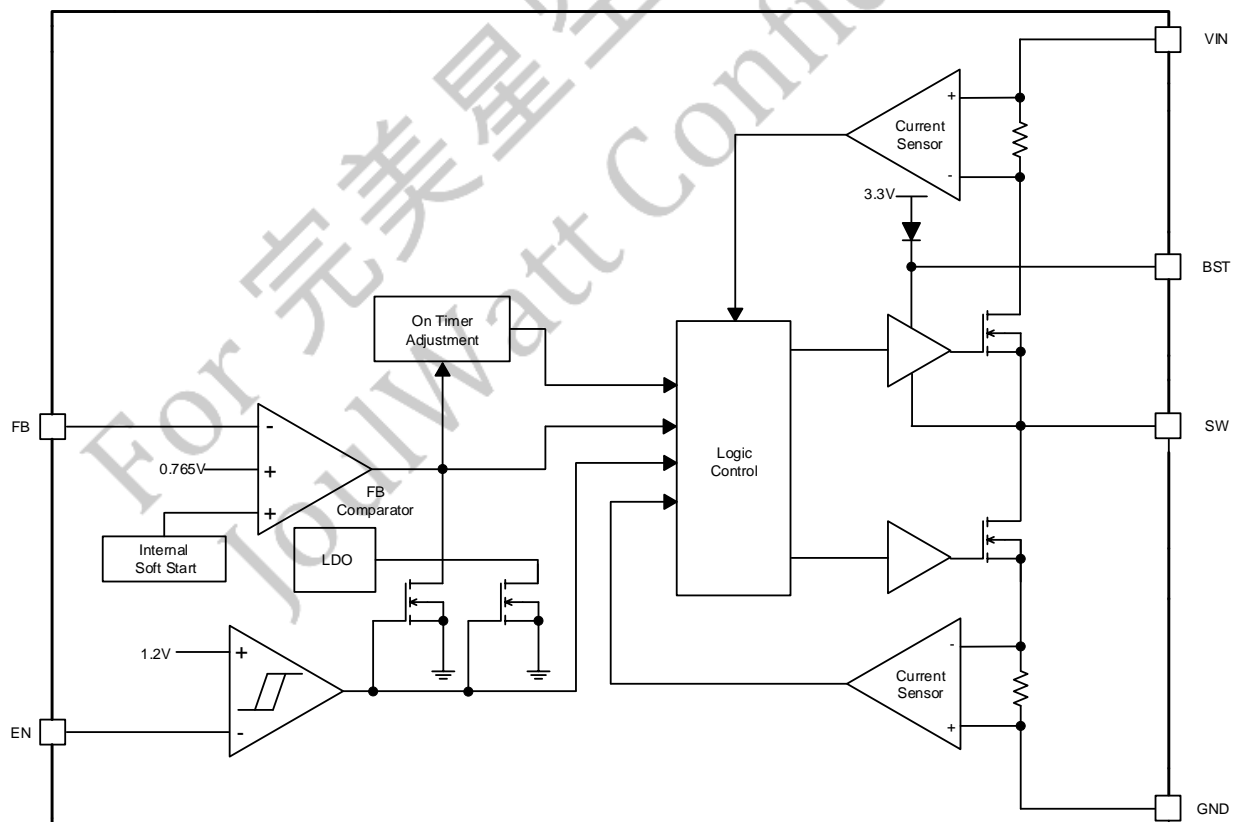 For 完美星空
JoulWatt Confi
VIN
+
Current
Sensor
-
3.3V
BST
On Timer
Adjustment
FB
-
0.765V
+
+
FB
Comparator
Internal
Soft Start
LDO
Logic
Control
SW
1.2V
+
-
EN
-
Current
Sensor
+
GND